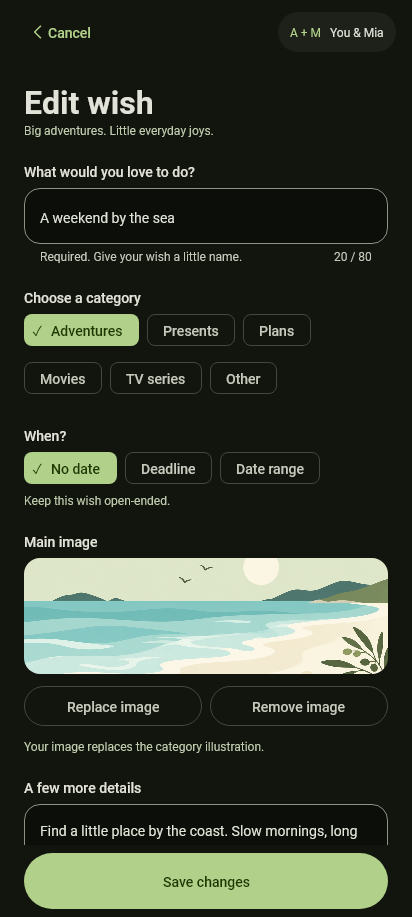 Cancel
A + M You & Mia
Edit wish
Big adventures. Little everyday joys.
What would you love to do?
A weekend by the sea
Required. Give your wish a little name. 20 / 80
Choose a category
✓ Adventures Presents Plans
Movies TV series Other
When?
✓ No date Deadline Date range
Keep this wish open-ended.
Main image
Replace image Remove image
Your image replaces the category illustration.
A few more details
Find a little place by the coast. Slow mornings, long
Save changes